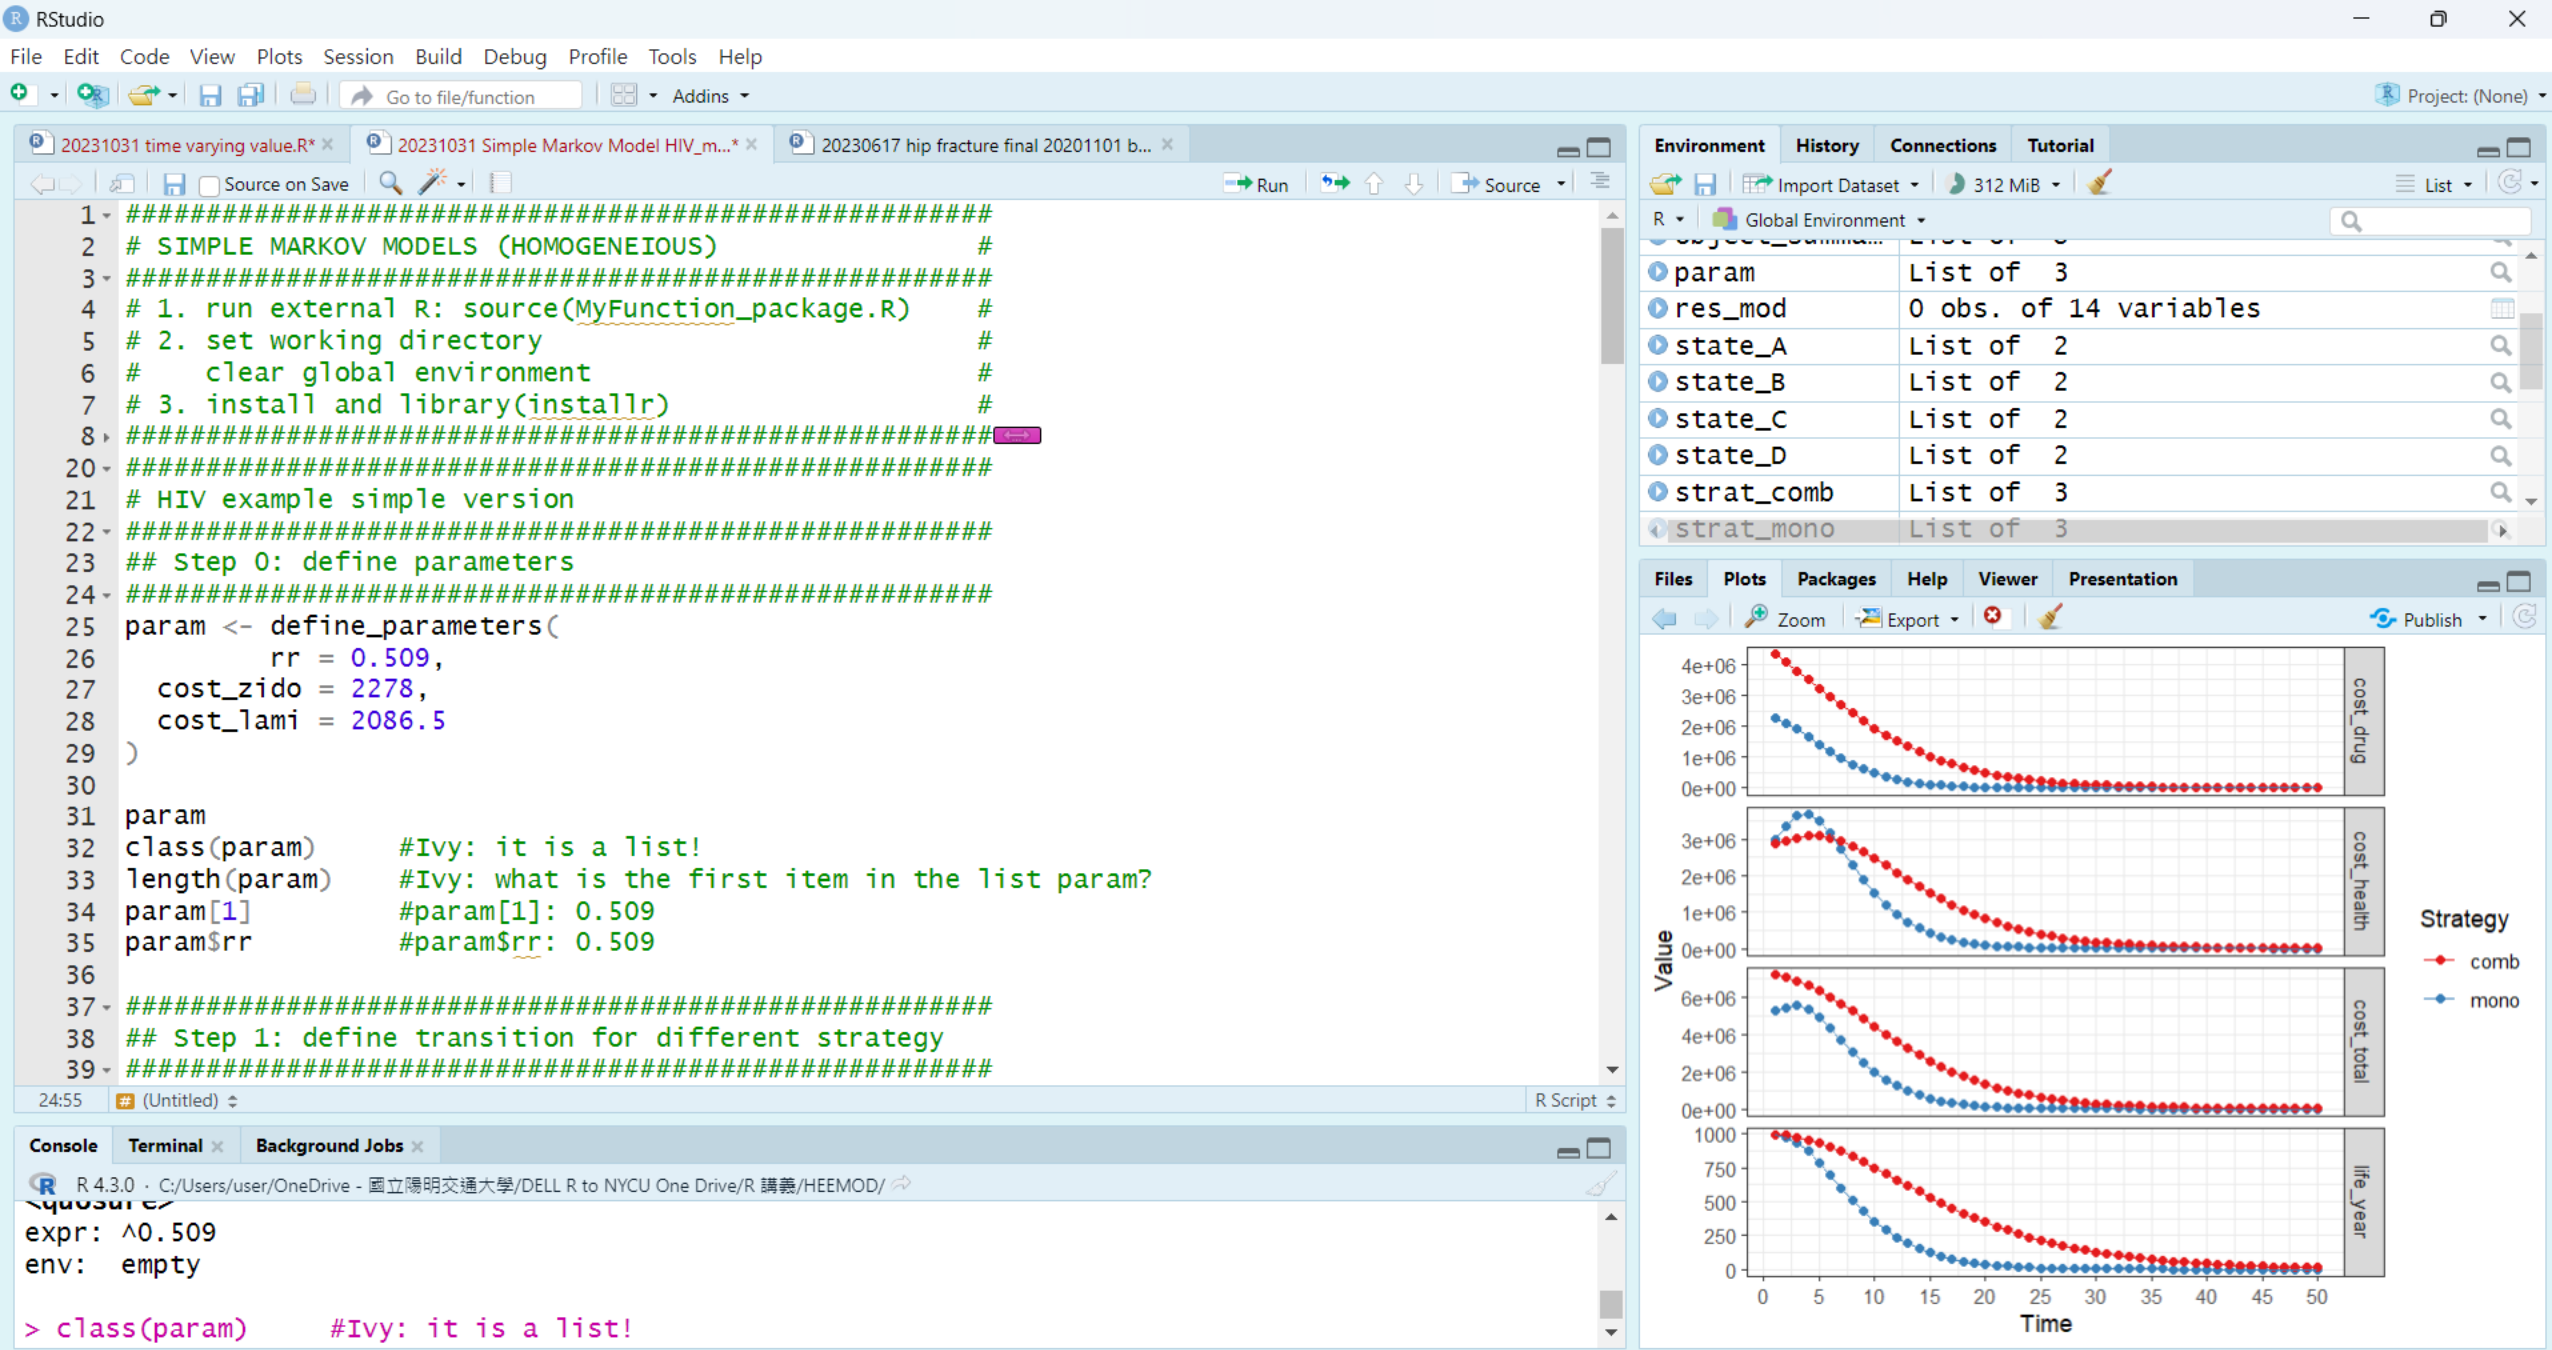 RStudio
File Edit Code View Plots Session Build Debug Profile Tools Help
Go to file/function Addins Project: (None)
20231031 time varying value.R* 20231031 Simple Markov Model HIV_m...* 20230617 hip fracture final 20201101 b...
Source on Save Run Source
1 ######################################################
2 # SIMPLE MARKOV MODELS (HOMOGENEIOUS) #
3 ######################################################
4 # 1. run external R: source(MyFunction_package.R) #
5 # 2. set working directory #
6 # clear global environment #
7 # 3. install and library(installr) #
8 ######################################################
20 ######################################################
21 # HIV example simple version
22 ######################################################
23 ## Step 0: define parameters
24 ######################################################
25 param <- define_parameters(
26 rr = 0.509,
27 cost_zido = 2278,
28 cost_lami = 2086.5
29 )
30
31 param
32 class(param) #Ivy: it is a list!
33 length(param) #Ivy: what is the first item in the list param?
34 param[1] #param[1]: 0.509
35 param$rr #param$rr: 0.509
36
37 ######################################################
38 ## Step 1: define transition for different strategy
39 ######################################################
24:55 # (Untitled) R Script
Console Terminal Background Jobs
R 4.3.0 · C:/Users/user/OneDrive - 國立陽明交通大學/DELL R to NYCU One Drive/R 講義/HEEMOD/
<quosure>
expr: ^0.509
env: empty
> class(param) #Ivy: it is a list!
Environment History Connections Tutorial
Import Dataset 312 MiB List
R Global Environment
object_summa... List of
param List of 3
res_mod 0 obs. of 14 variables
state_A List of 2
state_B List of 2
state_C List of 2
state_D List of 2
strat_comb List of 3
strat_mono List of 3
Files Plots Packages Help Viewer Presentation
Zoom Export Publish
4e+06
3e+06
2e+06
1e+06
0e+00
cost_drug
3e+06
2e+06
1e+06
0e+00
cost_health
6e+06
4e+06
2e+06
0e+00
cost_total
1000
750
500
250
0
life_year
Value
0 5 10 15 20 25 30 35 40 45 50
Time
Strategy
comb
mono